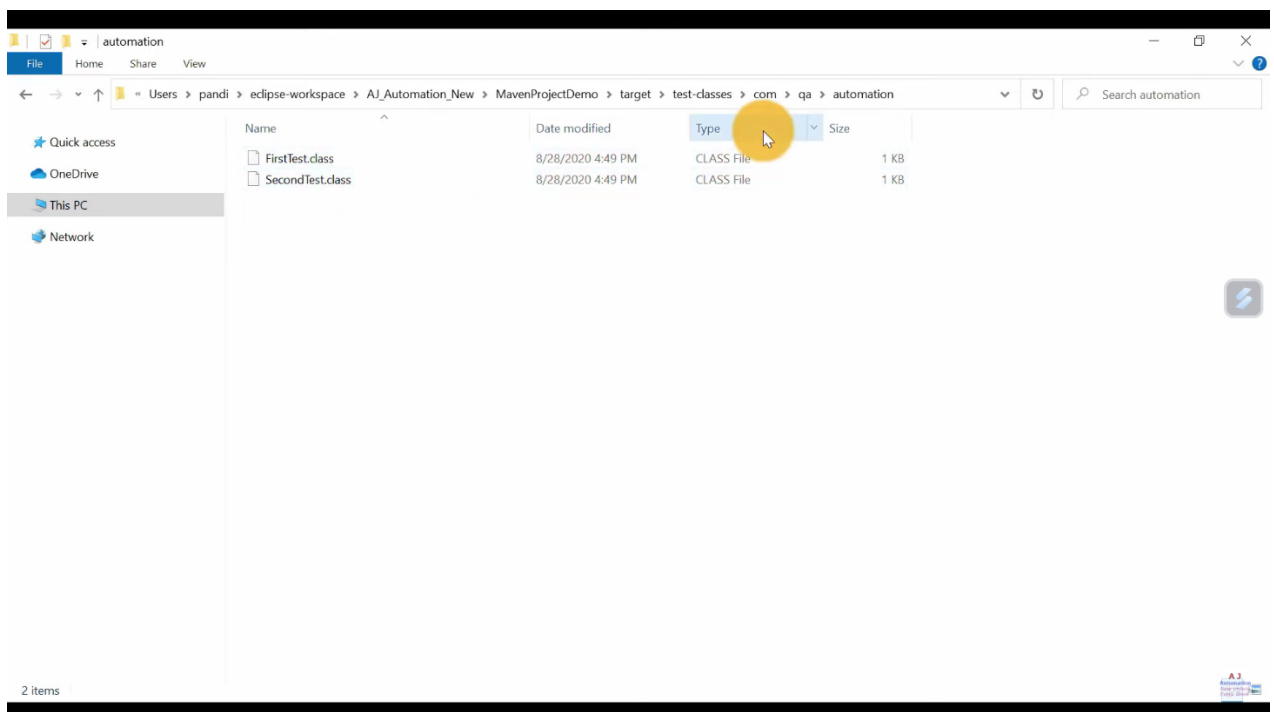 automation
File Home Share View
« Users > pandi > eclipse-workspace > AJ_Automation_New > MavenProjectDemo > target > test-classes > com > qa > automation
Search automation
Name Date modified Type Size
Quick access
FirstTest.class 8/28/2020 4:49 PM CLASS File 1 KB
OneDrive
SecondTest.class 8/28/2020 4:49 PM CLASS File 1 KB
This PC
Network
2 items
AJ
Automation